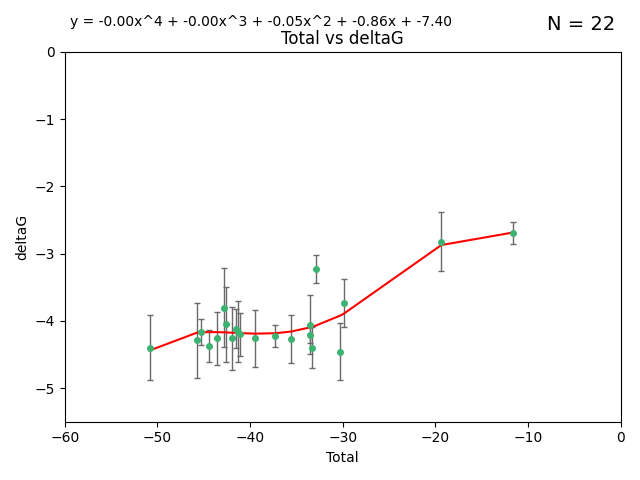 y = -0.00x^4 + -0.00x^3 + -0.05x^2 + -0.86x + -7.40
N = 22
Total vs deltaG
0
−1
−2
−3
−4
−5
deltaG
−60 −50 −40 −30 −20 −10 0
Total